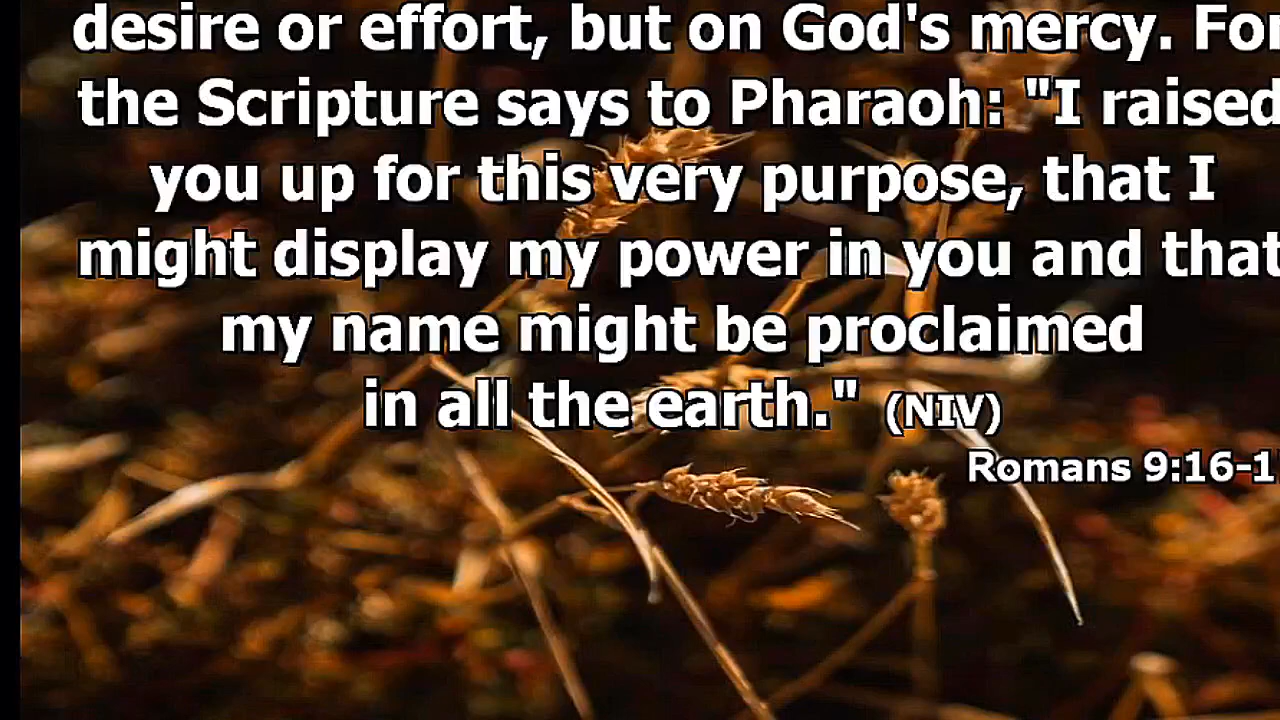 desire or effort, but on God's mercy. For
the Scripture says to Pharaoh: "I raised
you up for this very purpose, that I
might display my power in you and that
my name might be proclaimed
in all the earth." (NIV)
Romans 9:16-1